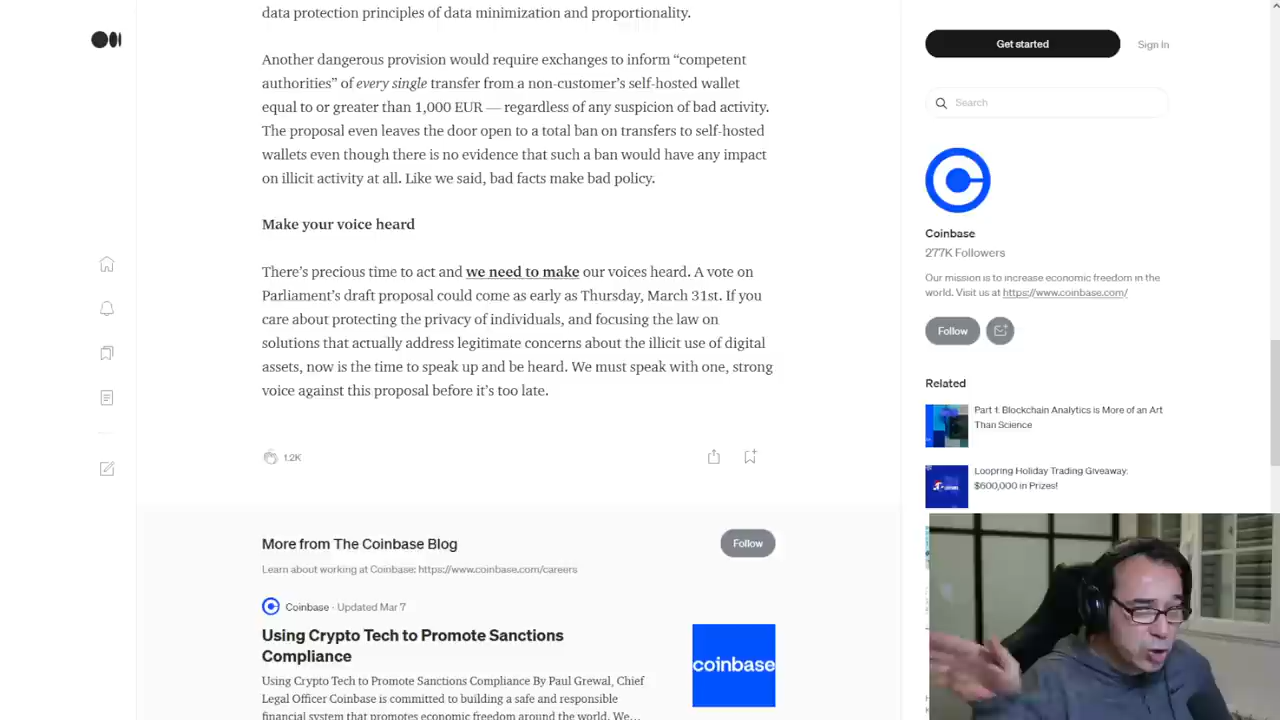 data protection principles of data minimization and proportionality.
Another dangerous provision would require exchanges to inform “competent
authorities” of every single transfer from a non-customer’s self-hosted wallet
equal to or greater than 1,000 EUR — regardless of any suspicion of bad activity.
The proposal even leaves the door open to a total ban on transfers to self-hosted
wallets even though there is no evidence that such a ban would have any impact
on illicit activity at all. Like we said, bad facts make bad policy.
Make your voice heard
There’s precious time to act and we need to make our voices heard. A vote on
Parliament’s draft proposal could come as early as Thursday, March 31st. If you
care about protecting the privacy of individuals, and focusing the law on
solutions that actually address legitimate concerns about the illicit use of digital
assets, now is the time to speak up and be heard. We must speak with one, strong
voice against this proposal before it’s too late.
1.2K
More from The Coinbase Blog
Follow
Learn about working at Coinbase: https://www.coinbase.com/careers
Coinbase · Updated Mar 7
Using Crypto Tech to Promote Sanctions
Compliance
Using Crypto Tech to Promote Sanctions Compliance By Paul Grewal, Chief
Legal Officer Coinbase is committed to building a safe and responsible
financial system that promotes economic freedom around the world. We…
coinbase
Get started
Sign In
Search
Coinbase
277K Followers
Our mission is to increase economic freedom in the
world. Visit us at https://www.coinbase.com/
Follow
Related
Part 1: Blockchain Analytics is More of an Art
Than Science
Loopring Holiday Trading Giveaway:
$600,000 in Prizes!